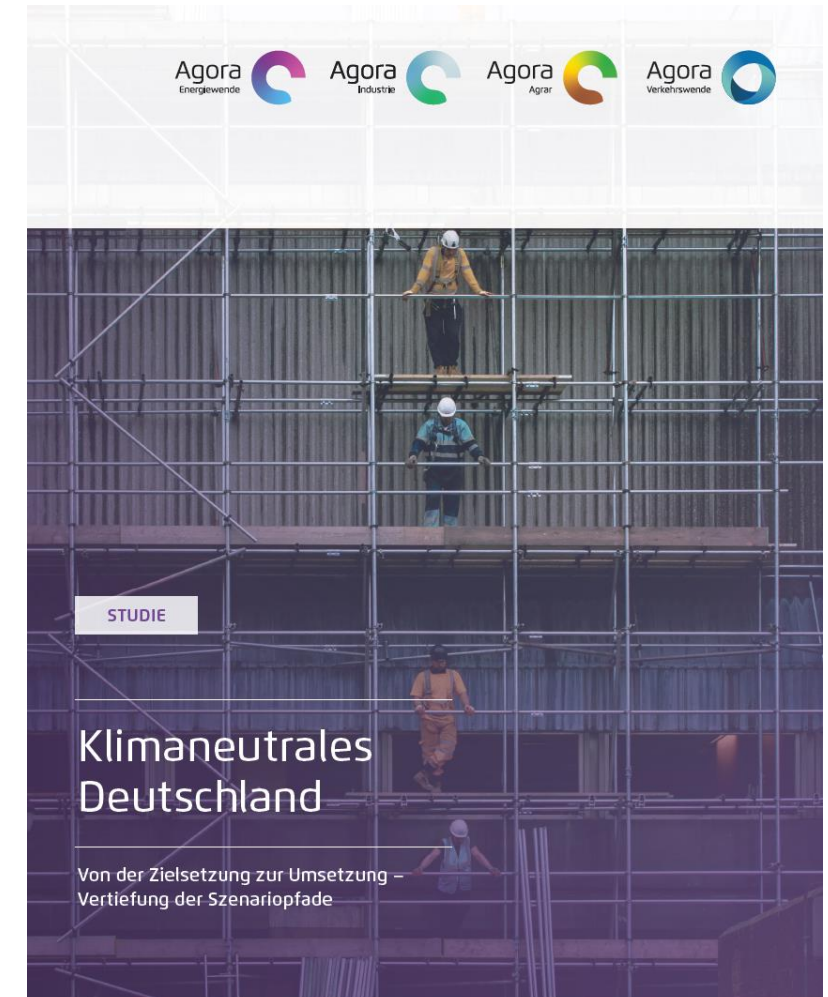 Agora
Energiewende
Agora
Industrie
Agora
Agrar
Agora
Verkehrswende
STUDIE
Klimaneutrales
Deutschland
Von der Zielsetzung zur Umsetzung –
Vertiefung der Szenariopfade